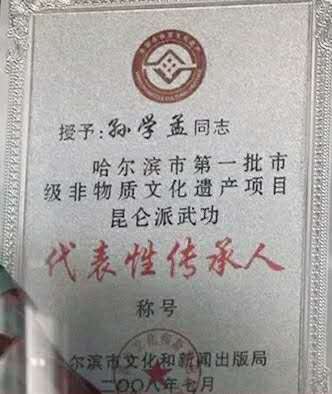 授予:孙学孟同志
哈尔滨市第一批市
级非物质文化遗产项目
昆仑派武功
代表性传承人
称号
尔滨市文化和新闻出版局
二〇〇八年七月